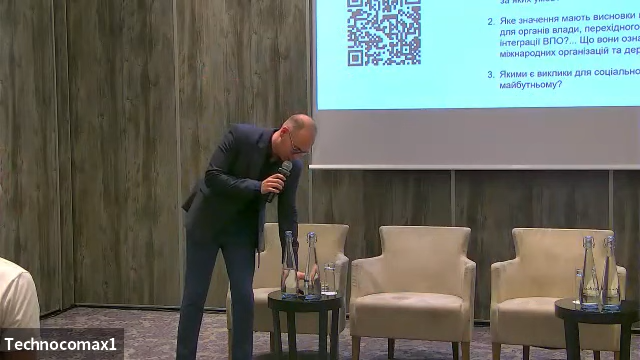 за яких умов
2. Яке значення мають висновки
для органів влади, перехідного
інтеграції ВПО?... Що вони озна
міжнародних організацій та дер
3. Якими є виклики для соціально
майбутньому?
Technocomax1